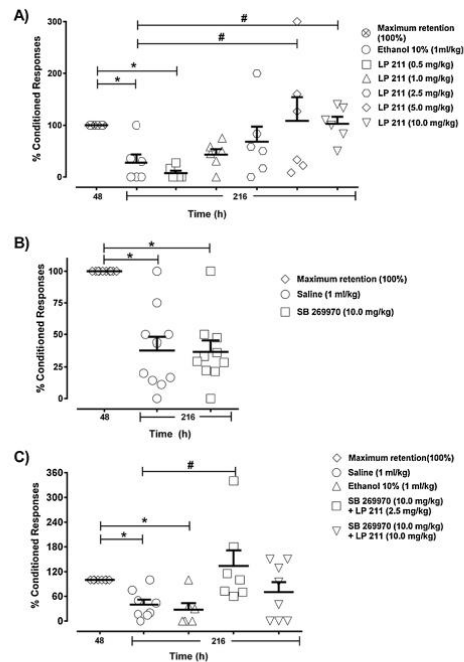 A)
% Conditioned Responses
300
200
100
0
#
#
*
*
48
216
Time (h)
Maximum retention
(100%)
Ethanol 10% (1ml/kg)
LP 211 (0.5 mg/kg)
LP 211 (1.0 mg/kg)
LP 211 (2.5 mg/kg)
LP 211 (5.0 mg/kg)
LP 211 (10.0 mg/kg)
B)
% Conditioned Responses
100
75
50
25
0
*
*
48
216
Time (h)
Maximum retention (100%)
Saline (1 ml/kg)
SB 269970 (10.0 mg/kg)
C)
% Conditioned Responses
360
300
240
180
120
60
0
#
*
*
48
216
Time (h)
Maximum retention(100%)
Saline (1 ml/kg)
Ethanol 10% (1 ml/kg)
SB 269970 (10.0 mg/kg)
+ LP 211 (2.5 mg/kg)
SB 269970 (10.0 mg/kg)
+ LP 211 (10.0 mg/kg)